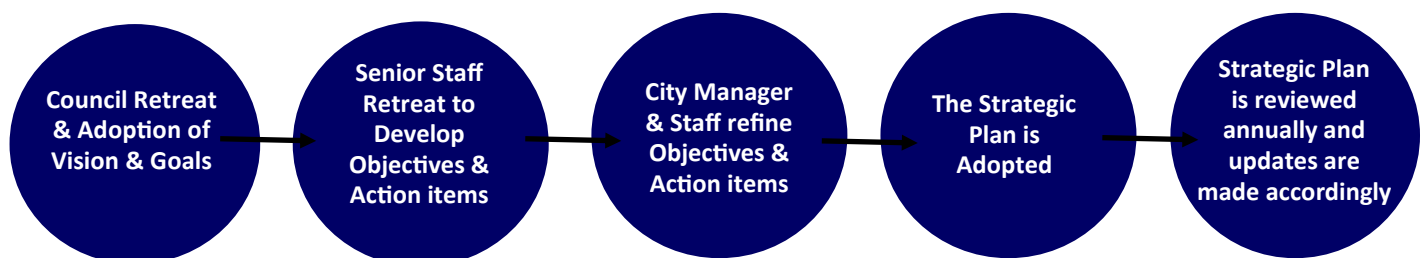 Council Retreat
& Adoption of
Vision & Goals
Senior Staff
Retreat to
Develop
Objectives &
Action items
City Manager
& Staff refine
Objectives &
Action items
The Strategic
Plan is
Adopted
Strategic Plan
is reviewed
annually and
updates are
made accordingly